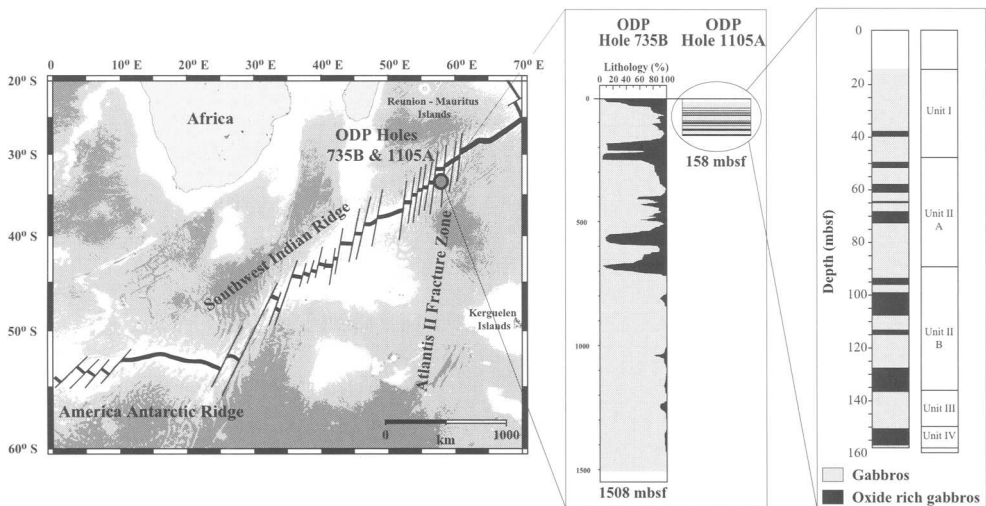 0° E
10° E
20° E
30° E
40° E
50° E
60° E
70° E
20° S
30° S
40° S
50° S
60° S
Africa
Reunion - Mauritus
Islands
ODP Holes
735B & 1105A
Southwest Indian Ridge
Atlantis II Fracture Zone
Kerguelen
Islands
America Antarctic Ridge
0
1000
km
ODP
Hole 735B
ODP
Hole 1105A
Lithology (%)
20 40 60 80 100
0
500
1000
1500
158 mbsf
1508 mbsf
Depth (mbsf)
0
20
40
60
80
100
120
140
160
Unit I
Unit II
A
Unit II
B
Unit III
Unit IV
Gabbros
Oxide rich gabbros